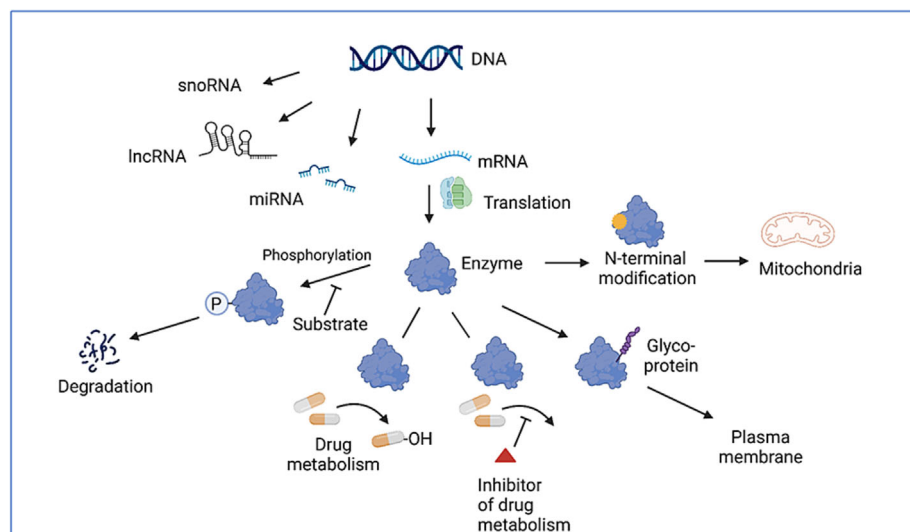 DNA
snoRNA
lncRNA
mRNA
miRNA
Translation
Phosphorylation
Enzyme
N-terminal
modification
Mitochondria
P
Substrate
Degradation
Glyco-
protein
Drug
metabolism
-OH
Plasma
membrane
Inhibitor
of drug
metabolism